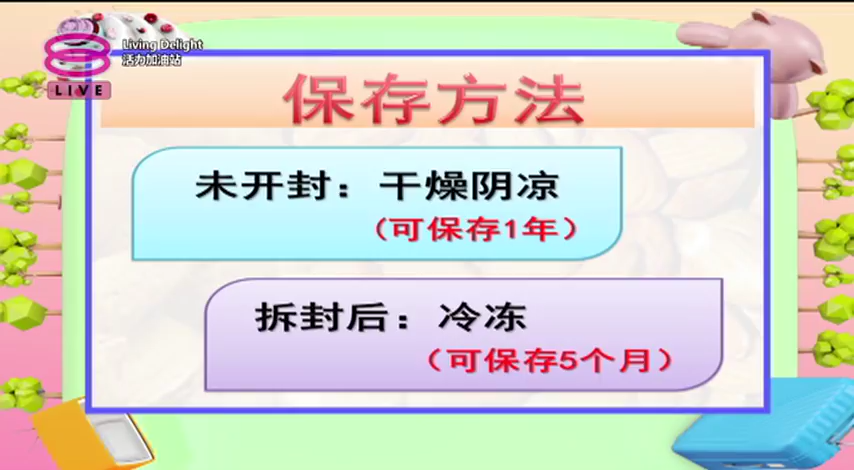 Living Delight
活力加油站
LIVE
保存方法
未开封：干燥阴凉
（可保存1年）
拆封后：冷冻
（可保存5个月）